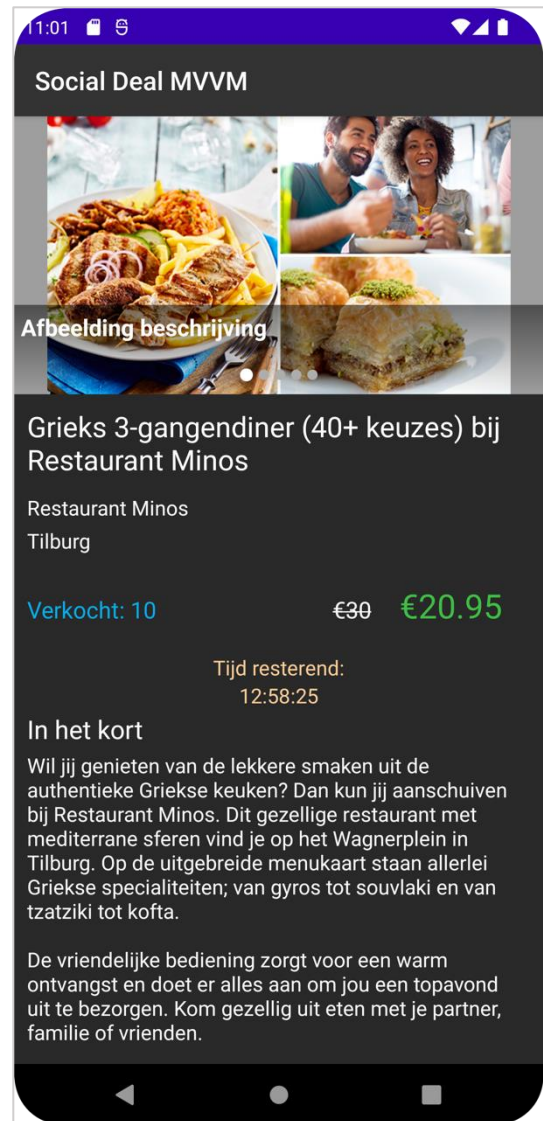 11:01
Social Deal MVVM
Afbeelding beschrijving
Grieks 3-gangendiner (40+ keuzes) bij
Restaurant Minos
Restaurant Minos
Tilburg
Verkocht: 10 €30 €20.95
Tijd resterend:
12:58:25
In het kort
Wil jij genieten van de lekkere smaken uit de
authentieke Griekse keuken? Dan kun jij aanschuiven
bij Restaurant Minos. Dit gezellige restaurant met
mediterrane sferen vind je op het Wagnerplein in
Tilburg. Op de uitgebreide menukaart staan allerlei
Griekse specialiteiten; van gyros tot souvlaki en van
tzatziki tot kofta.
De vriendelijke bediening zorgt voor een warm
ontvangst en doet er alles aan om jou een topavond
uit te bezorgen. Kom gezellig uit eten met je partner,
familie of vrienden.